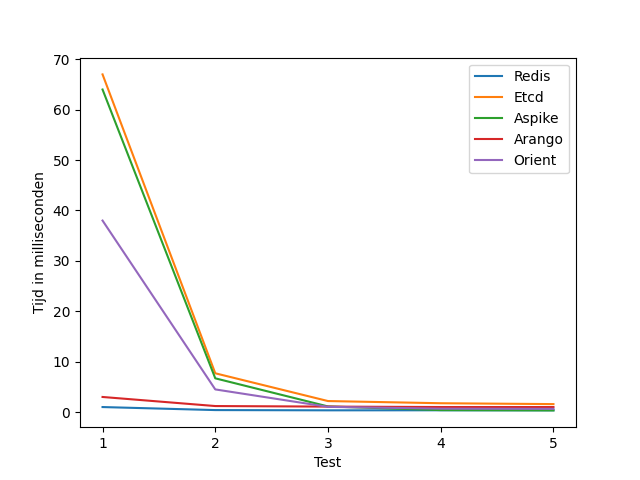 70
60
50
40
30
20
10
0
Tijd in milliseconden
Redis
Etcd
Aspike
Arango
Orient
1 2 3 4 5
Test